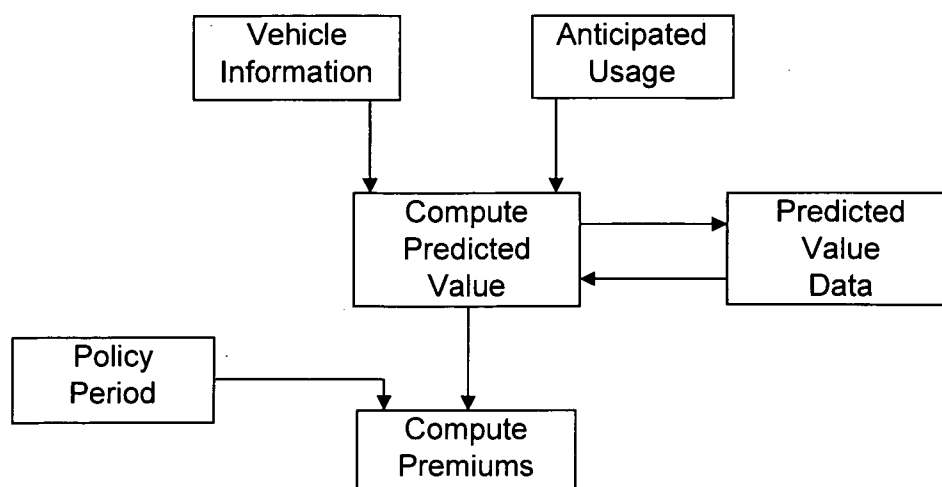 Vehicle
Information
Anticipated
Usage
Compute
Predicted
Value
Predicted
Value
Data
Policy
Period
Compute
Premiums